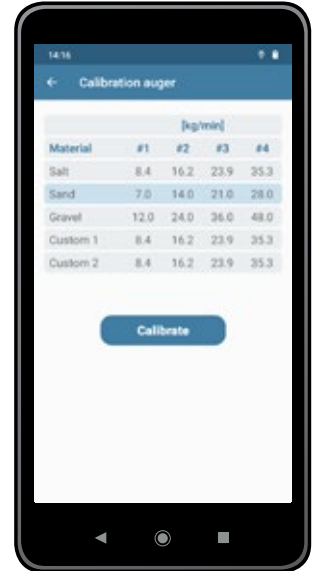 14:16
Calibration auger
[kg/min]
Material #1 #2 #3 #4
Salt 8.4 16.2 23.9 35.3
Sand 7.0 14.0 21.0 28.0
Gravel 12.0 24.0 36.0 48.0
Custom 1 8.4 16.2 23.9 35.3
Custom 2 8.4 16.2 23.9 35.3
Calibrate